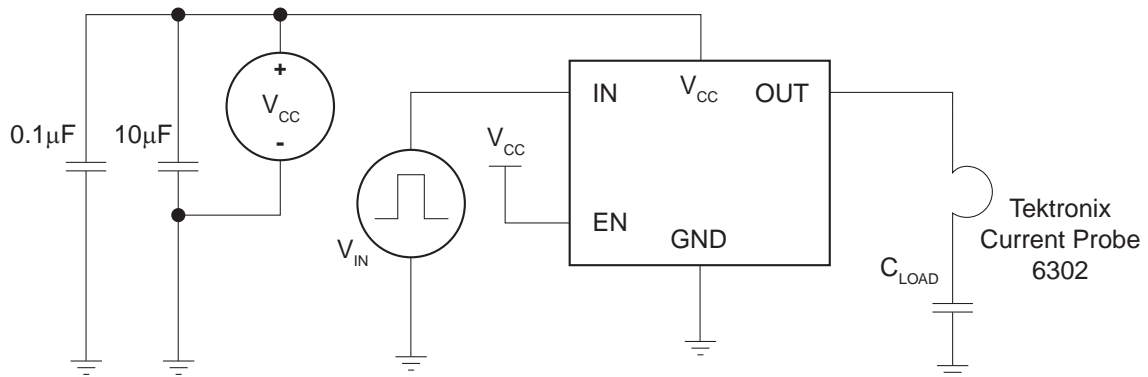 0.1μF
10μF
+
V_CC
-
V_IN
V_CC
IN
V_CC
OUT
EN
GND
Tektronix
Current Probe
6302
C_LOAD